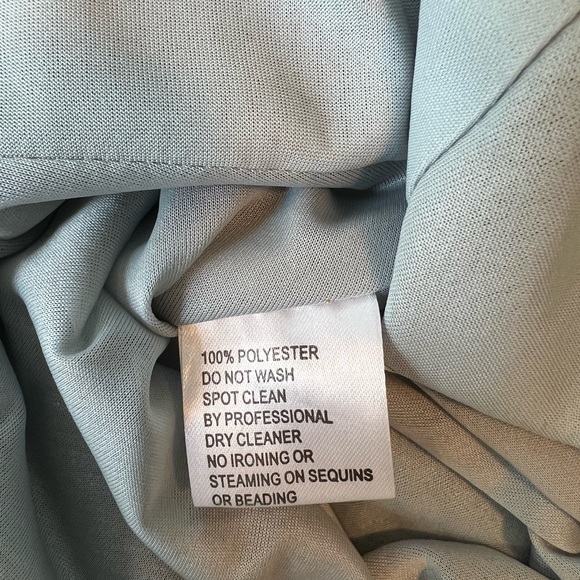 100% POLYESTER
DO NOT WASH
SPOT CLEAN
BY PROFESSIONAL
DRY CLEANER
NO IRONING OR
STEAMING ON SEQUINS
OR BEADING